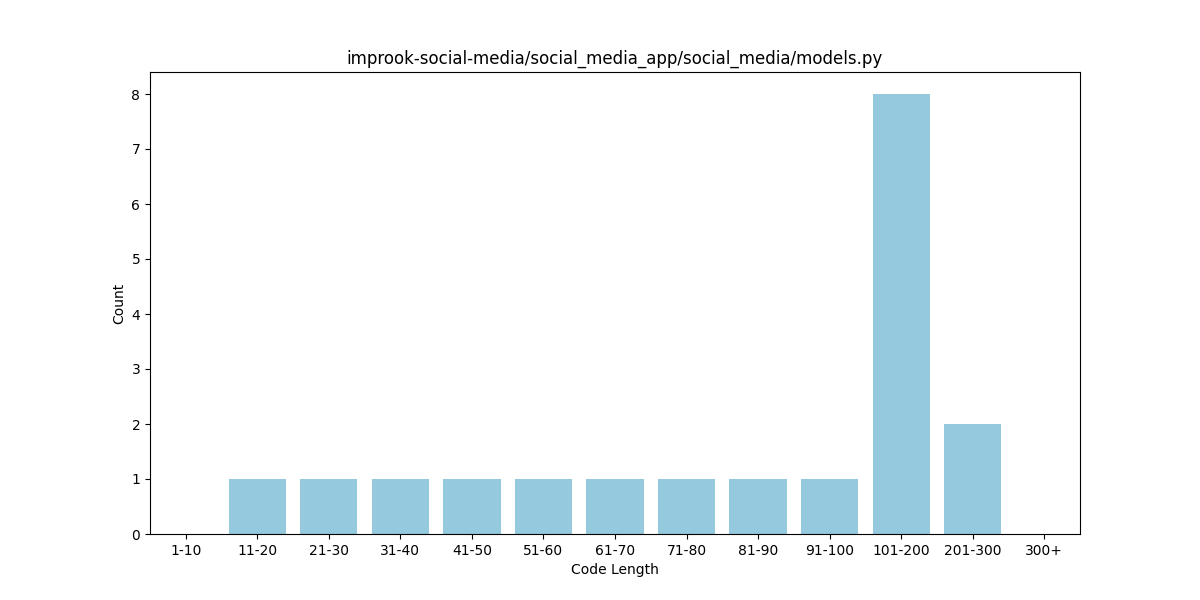 improok-social-media/social_media_app/social_media/models.py
8
7
6
5
4
3
2
1
0
Count
1-10 11-20 21-30 31-40 41-50 51-60 61-70 71-80 81-90 91-100 101-200 201-300 300+
Code Length